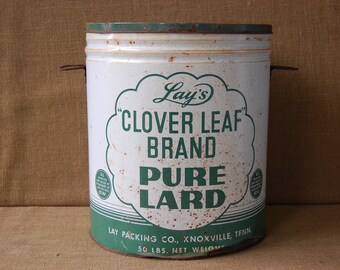 Lay's
"CLOVER LEAF"
BRAND
PURE
LARD
LAY PACKING CO., KNOXVILLE, TENN.
50 LBS. NET WEIGHT